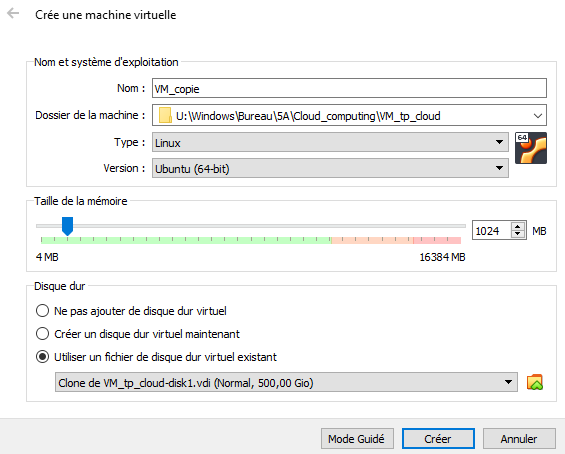 Crée une machine virtuelle
Nom et système d'exploitation
Nom : VM_copie
Dossier de la machine : U:\Windows\Bureau\5A\Cloud_computing\VM_tp_cloud
Type : Linux
64
Version : Ubuntu (64-bit)
Taille de la mémoire
1024 MB
4 MB 16384 MB
Disque dur
Ne pas ajouter de disque dur virtuel
Créer un disque dur virtuel maintenant
Utiliser un fichier de disque dur virtuel existant
Clone de VM_tp_cloud-disk1.vdi (Normal, 500,00 Gio)
Mode Guidé Créer Annuler